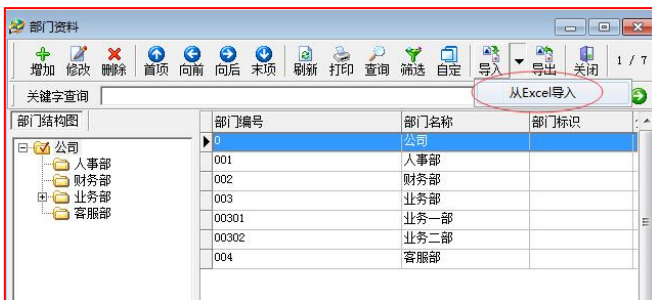 部门资料
增加 修改 删除 首项 向前 向后 末项 刷新 打印 查询 筛选 自定 导入 导出 关闭 1 / 7
关键字查询 从Excel导入
部门结构图 部门编号 部门名称 部门标识
公司
人事部
财务部
业务部
客服部
0 公司
001 人事部
002 财务部
003 业务部
00301 业务一部
00302 业务二部
004 客服部